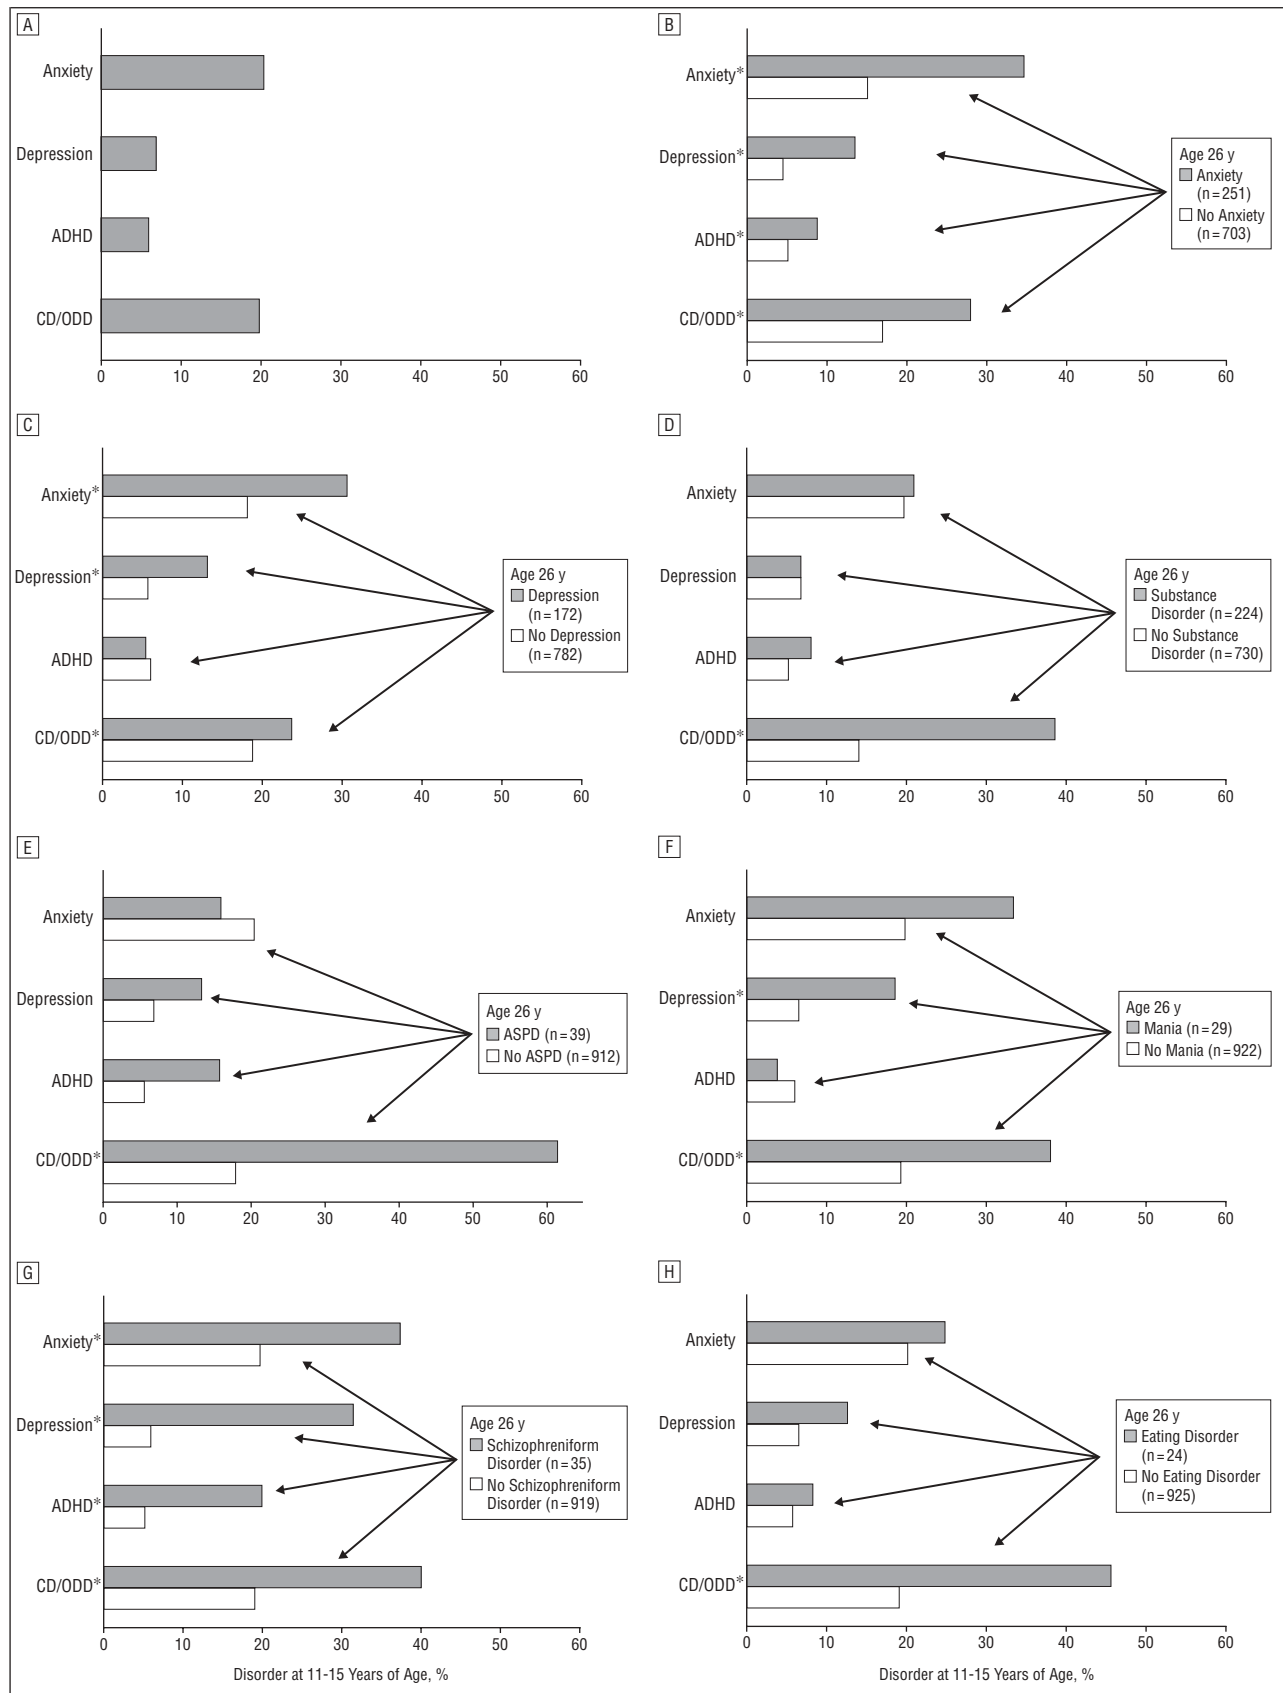 A
Anxiety
Depression
ADHD
CD/ODD
0 10 20 30 40 50 60
B
Anxiety*
Depression*
ADHD*
CD/ODD*
Age 26 y
Anxiety
(n=251)
No Anxiety
(n=703)
0 10 20 30 40 50 60
C
Anxiety*
Depression*
ADHD
CD/ODD*
Age 26 y
Depression
(n=172)
No Depression
(n=782)
0 10 20 30 40 50 60
D
Anxiety
Depression
ADHD
CD/ODD*
Age 26 y
Substance
Disorder (n=224)
No Substance
Disorder (n=730)
0 10 20 30 40 50 60
E
Anxiety
Depression
ADHD
CD/ODD*
Age 26 y
ASPD (n=39)
No ASPD (n=912)
0 10 20 30 40 50 60
F
Anxiety
Depression*
ADHD
CD/ODD*
Age 26 y
Mania (n=29)
No Mania (n=922)
0 10 20 30 40 50 60
G
Anxiety*
Depression*
ADHD*
CD/ODD*
Age 26 y
Schizophreniform
Disorder (n=35)
No Schizophreniform
Disorder (n=919)
0 10 20 30 40 50 60
Disorder at 11-15 Years of Age, %
H
Anxiety
Depression
ADHD
CD/ODD*
Age 26 y
Eating Disorder
(n=24)
No Eating Disorder
(n=925)
0 10 20 30 40 50 60
Disorder at 11-15 Years of Age, %